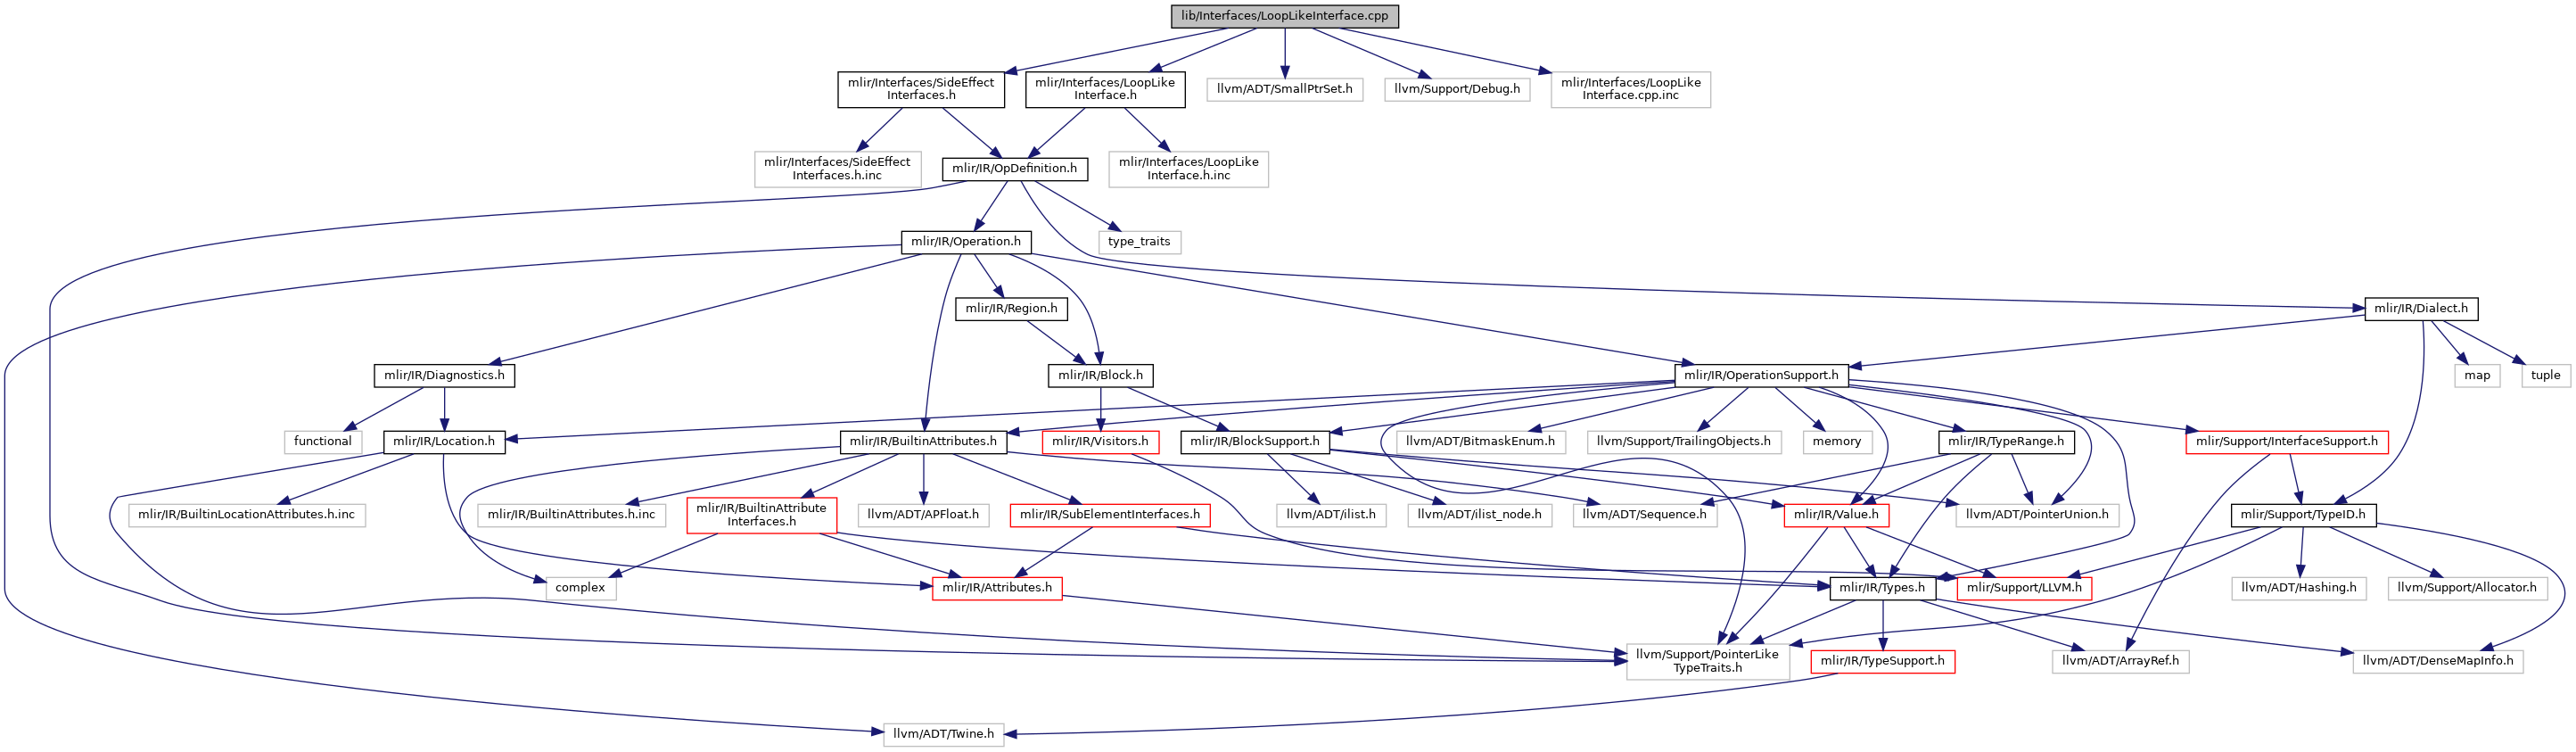 lib/Interfaces/LoopLikeInterface.cpp
mlir/Interfaces/SideEffect
Interfaces.h
mlir/Interfaces/LoopLike
Interface.h
llvm/ADT/SmallPtrSet.h
llvm/Support/Debug.h
mlir/Interfaces/LoopLike
Interface.cpp.inc
mlir/Interfaces/SideEffect
Interfaces.h.inc
mlir/IR/OpDefinition.h
mlir/Interfaces/LoopLike
Interface.h.inc
mlir/IR/Operation.h
type_traits
mlir/IR/Region.h
mlir/IR/Dialect.h
mlir/IR/Diagnostics.h
mlir/IR/Block.h
mlir/IR/OperationSupport.h
map
tuple
functional
mlir/IR/Location.h
mlir/IR/BuiltinAttributes.h
mlir/IR/Visitors.h
mlir/IR/BlockSupport.h
llvm/ADT/BitmaskEnum.h
llvm/Support/TrailingObjects.h
memory
mlir/IR/TypeRange.h
mlir/Support/InterfaceSupport.h
mlir/IR/BuiltinLocationAttributes.h.inc
mlir/IR/BuiltinAttributes.h.inc
mlir/IR/BuiltinAttribute
Interfaces.h
llvm/ADT/APFloat.h
mlir/IR/SubElementInterfaces.h
llvm/ADT/ilist.h
llvm/ADT/ilist_node.h
llvm/ADT/Sequence.h
mlir/IR/Value.h
llvm/ADT/PointerUnion.h
mlir/Support/TypeID.h
complex
mlir/IR/Attributes.h
mlir/IR/Types.h
mlir/Support/LLVM.h
llvm/ADT/Hashing.h
llvm/Support/Allocator.h
llvm/Support/PointerLike
TypeTraits.h
mlir/IR/TypeSupport.h
llvm/ADT/ArrayRef.h
llvm/ADT/DenseMapInfo.h
llvm/ADT/Twine.h